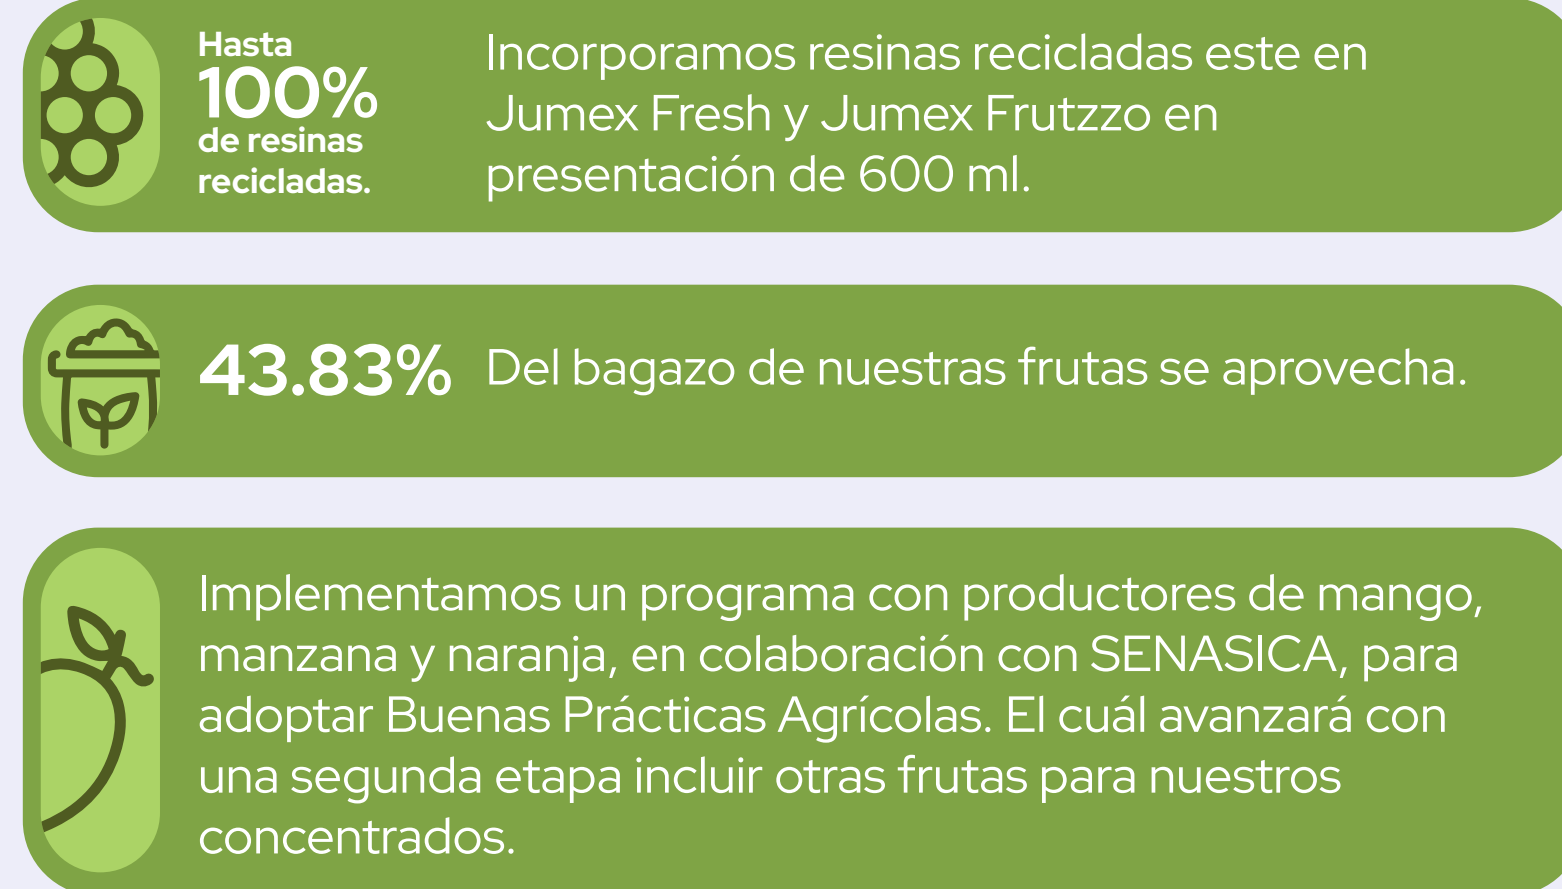 Hasta
100%
de resinas
recicladas.
Incorporamos resinas recicladas este en
Jumex Fresh y Jumex Frutzzo en
presentación de 600 ml.
43.83%
Del bagazo de nuestras frutas se aprovecha.
Implementamos un programa con productores de mango,
manzana y naranja, en colaboración con SENASICA, para
adoptar Buenas Prácticas Agrícolas. El cuál avanzará con
una segunda etapa incluir otras frutas para nuestros
concentrados.